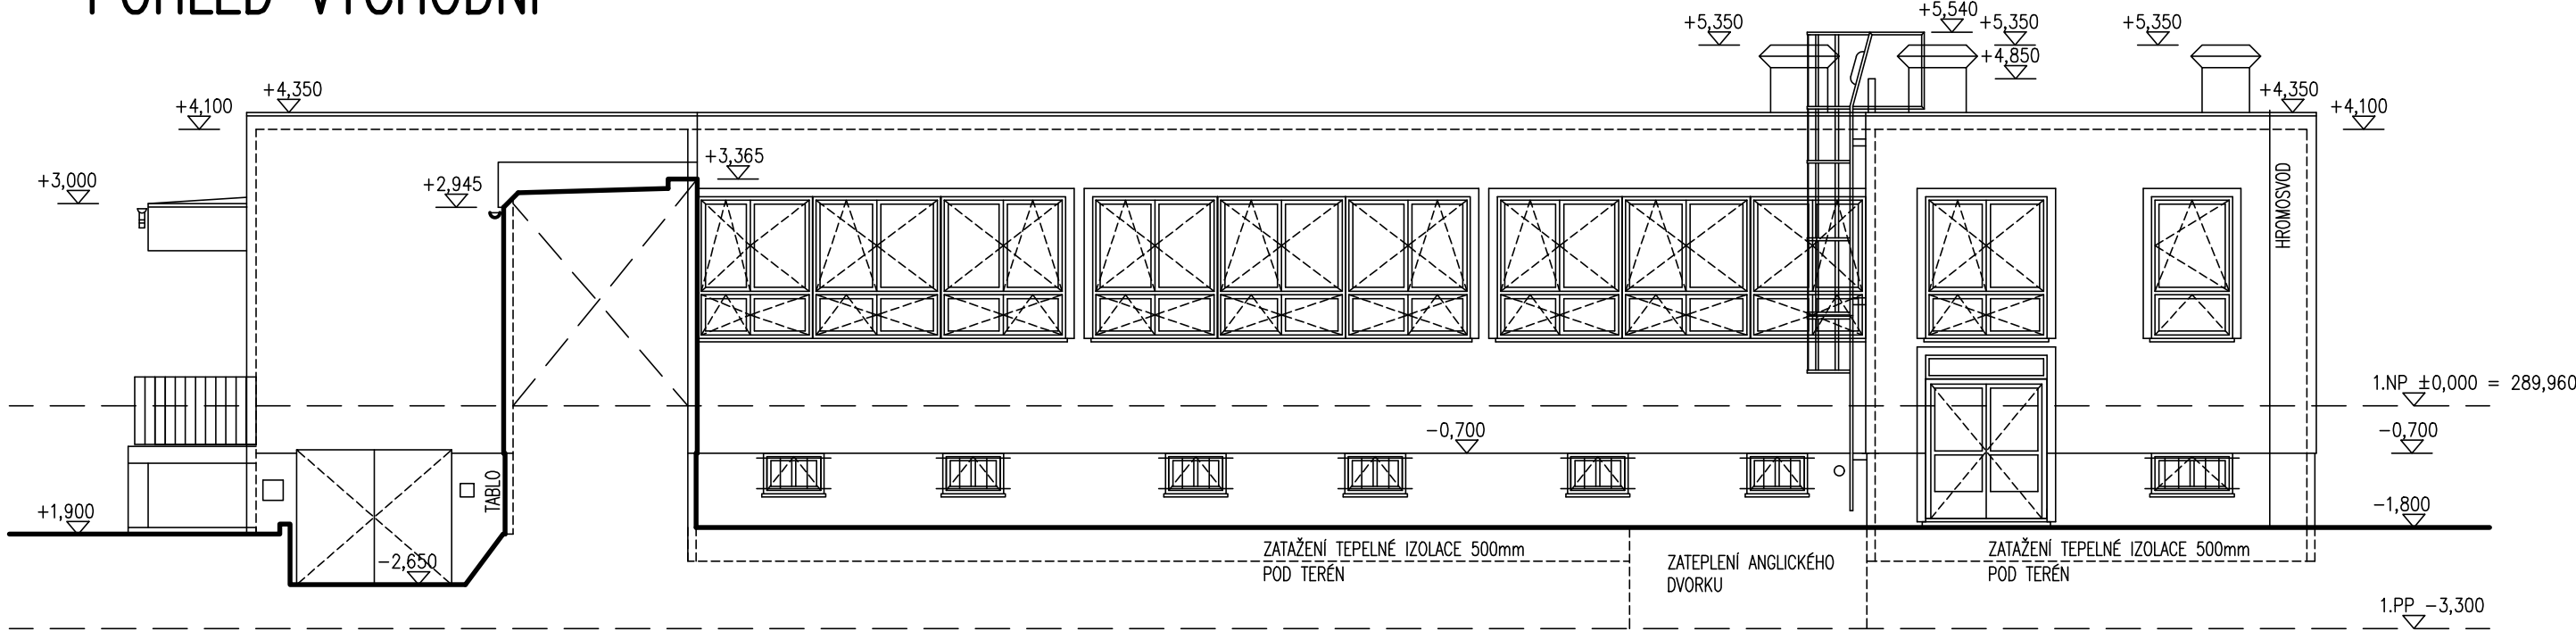 POHLED VÝCHODNÍ
+5,540
+5,350
+5,350
+5,350
+4,850
+4,350
+4,350
+4,100
+4,100
+3,365
+3,000
+2,945
HROMOSVOD
1.NP ±0,000 = 289,960
-0,700
-0,700
TABLO
+1,900
-1,800
-2,650
ZATAŽENÍ TEPELNÉ IZOLACE 500mm
POD TERÉN
ZATEPLENÍ ANGLICKÉHO
DVORKU
ZATAŽENÍ TEPELNÉ IZOLACE 500mm
POD TERÉN
1.PP -3,300